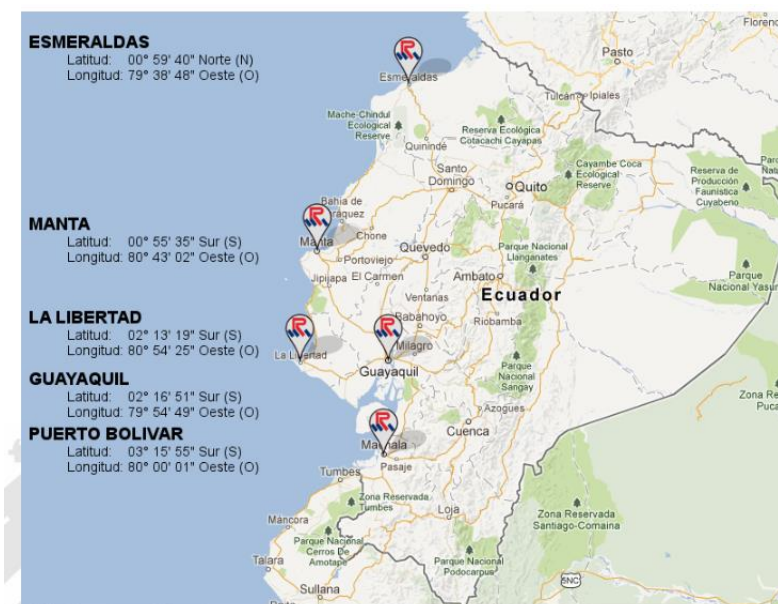 ESMERALDAS
Latitud: 00° 59' 40" Norte (N)
Longitud: 79° 38' 48" Oeste (O)
MANTA
Latitud: 00° 55' 35" Sur (S)
Longitud: 80° 43' 02" Oeste (O)
LA LIBERTAD
Latitud: 02° 13' 19" Sur (S)
Longitud: 80° 54' 25" Oeste (O)
GUAYAQUIL
Latitud: 02° 16' 51" Sur (S)
Longitud: 79° 54' 49" Oeste (O)
PUERTO BOLIVAR
Latitud: 03° 15' 55" Sur (S)
Longitud: 80° 00' 01" Oeste (O)
Pasto
Esmeraldas
Tulcán
Ipiales
Mache-Chindul
Ecological
Reserve
Reserva Ecológica
Cotacachi Cayapas
Quinindé
Santo
Domingo
Quito
Cayambe Coca
Ecological
Reserve
Reserva de
Producción
Faunística
Cuyabeno
Pucará
Bahia de
Manta
Chone
Portoviejo
Quevedo
Parque Nacional
Llanganates
Jipijapa
El Carmen
Ambato
Parque
Nacional
Ventanas
Ecuador
Babahoyo
Riobamba
La Libertad
Milagro
Guayaquil
Parque
Nacional
Sangay
Azogues
Cuenca
Machala
Pasaje
Tumbes
Zona Reservada
Tumbes
Loja
Zona Reservada
Santiago-Comaina
Máncora
Parque Nacional
Cerros De
Amotape
Talara
Parque
Nacional
Podocarpus
5NC
Sullana